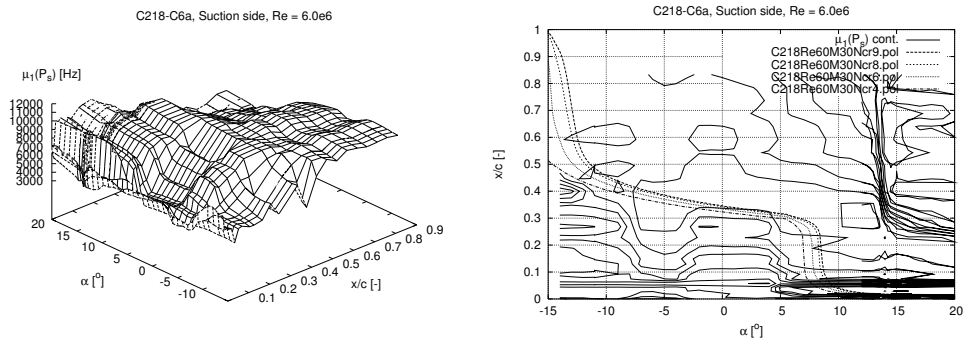 C218-C6a, Suction side, Re = 6.0e6
μ1(Ps) [Hz]
12000
11000
10000
9000
8000
7000
6000
5000
4000
3000
20
15
10
5
0
-5
-10
α [o]
0.1
0.2
0.3
0.4
0.5
0.6
0.7
0.8
0.9
x/c [-]
C218-C6a, Suction side, Re = 6.0e6
μ1(Ps) cont.
C218Re60M30Ncr9.pol
C218Re60M30Ncr8.pol
C218Re60M30Ncr6.pol
C218Re60M30Ncr4.pol
1
0.9
0.8
0.7
0.6
0.5
0.4
0.3
0.2
0.1
0
x/c [-]
-15 -10 -5 0 5 10 15 20
α [o]